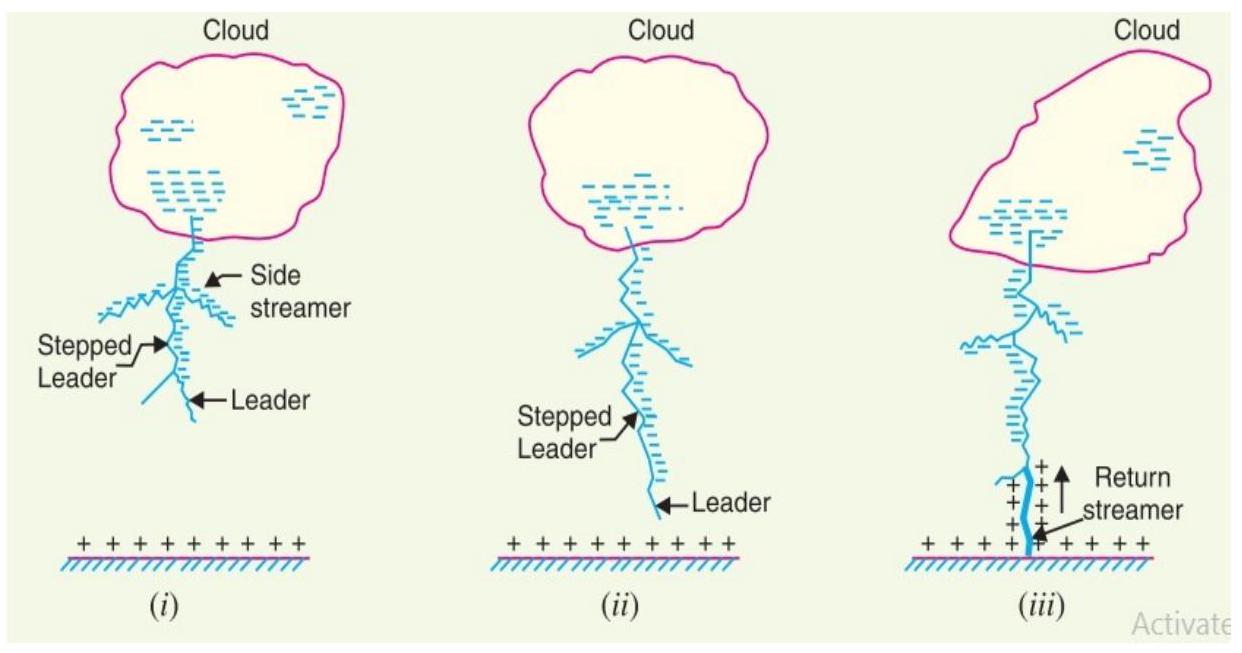 Cloud
Cloud
Cloud
Side
streamer
Stepped
Leader
Leader
Stepped
Leader
Leader
Return
streamer
+ + + + + + + + +
+ + + + + + + + +
+ + + + + + + + +
(i)
(ii)
(iii)
Activate